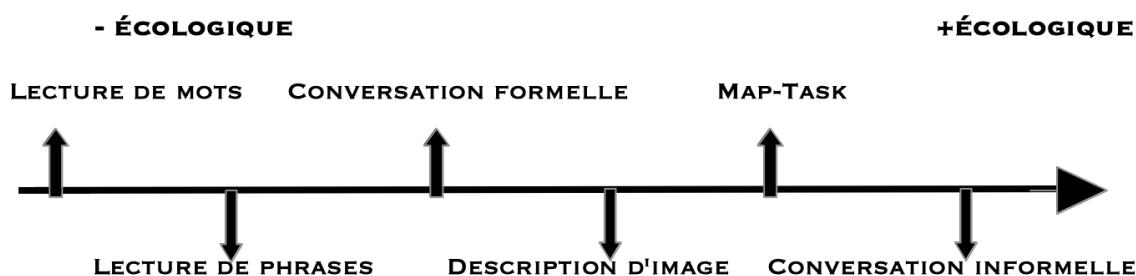 - ÉCOLOGIQUE +ÉCOLOGIQUE
LECTURE DE MOTS CONVERSATION FORMELLE MAP-TASK
LECTURE DE PHRASES DESCRIPTION D'IMAGE CONVERSATION INFORMELLE